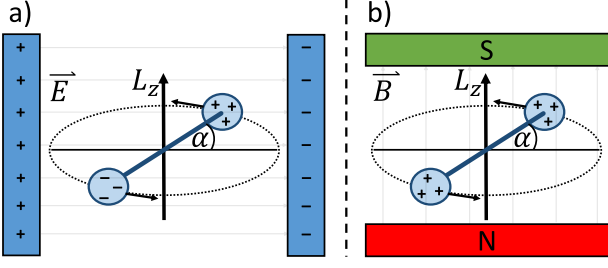 a)
+ + + + + + +
E
L_z
α
+ + +
− − −
− − − − − − −
b)
S
B
L_z
α
+ + +
+ + +
N